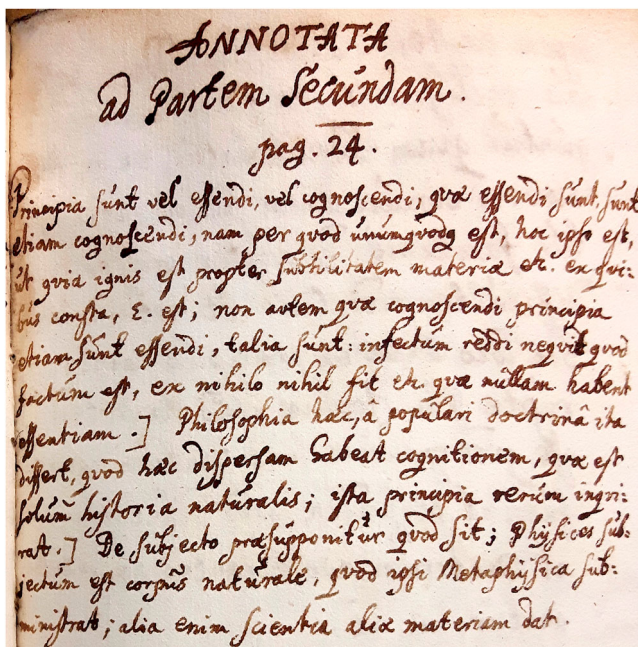 ANNOTATA
ad Partem Secundam.
pag. 24.
Principia sunt vel essendi, vel cognoscendi; quæ essendi sunt, sunt
etiam cognoscendi, nam per quod unumquodq est, hoc ipso est,
ut quia ignis est propter subtilitatem materiæ etc. ex qui:
bus constat, est; non autem quæ cognoscendi principia
etiam sunt essendi, talia sunt: infectum reddi nequit quod
factum est, ex nihilo nihil fit etc. quæ nullam habent
essentiam.] Philosophia hæc, â populari doctrinâ ita
differt, quod hæc dispersam habeat cognitionem, quæ est
solum historia naturalis; ista principia rerum inqui:
rat.] De subjecto præsupponitur quod sit; Physices sub:
jectum est corpus naturale, quod ipsi Metaphysica sub:
ministrat; alia enim scientia aliæ materiam dat.